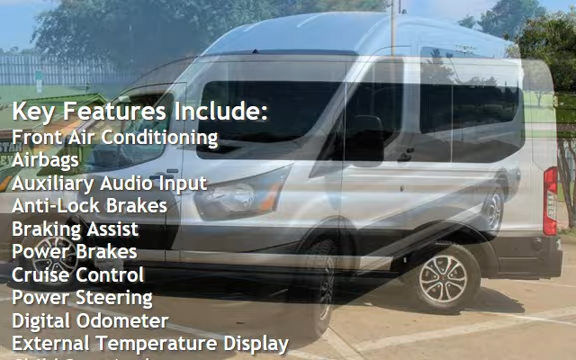 Key Features Include:
Front Air Conditioning
Airbags
Auxiliary Audio Input
Anti-Lock Brakes
Braking Assist
Power Brakes
Cruise Control
Power Steering
Digital Odometer
External Temperature Display